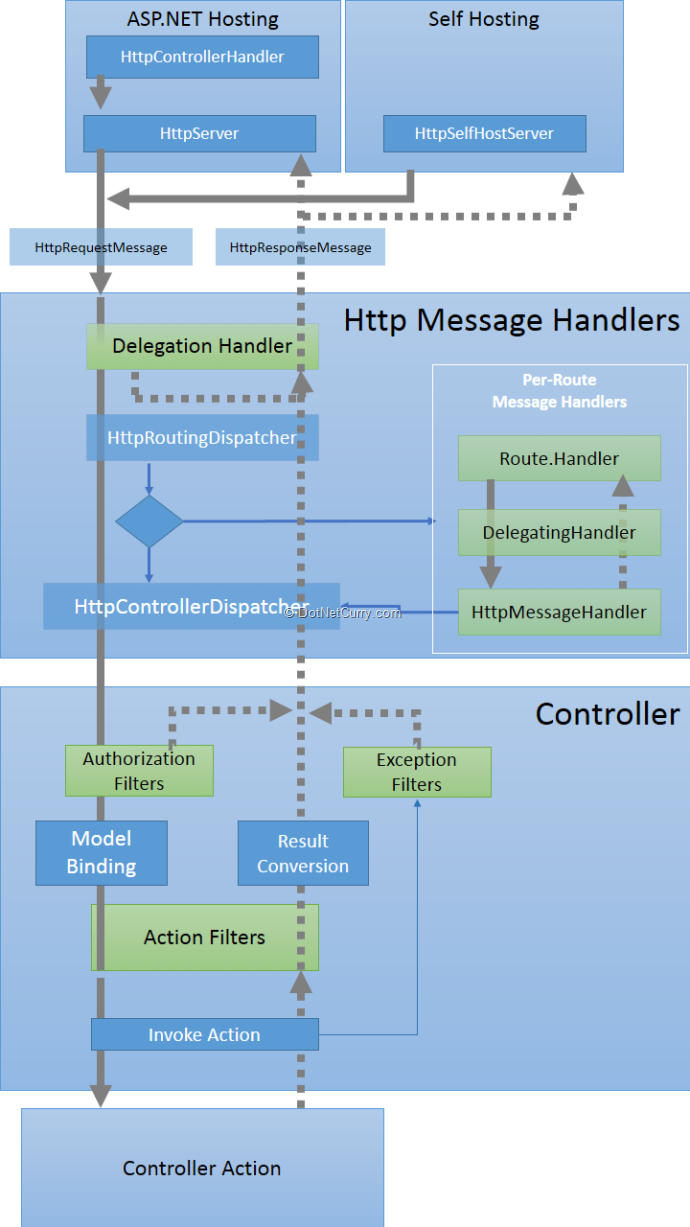 ASP.NET Hosting
Self Hosting
HttpControllerHandler
HttpServer
HttpSelfHostServer
HttpRequestMessage
HttpResponseMessage
Http Message Handlers
Delegation Handler
Per-Route
Message Handlers
HttpRoutingDispatcher
Route.Handler
DelegatingHandler
HttpControllerDispatcher
© DotNetCurry.com
HttpMessageHandler
Controller
Authorization
Filters
Exception
Filters
Model
Binding
Result
Conversion
Action Filters
Invoke Action
Controller Action